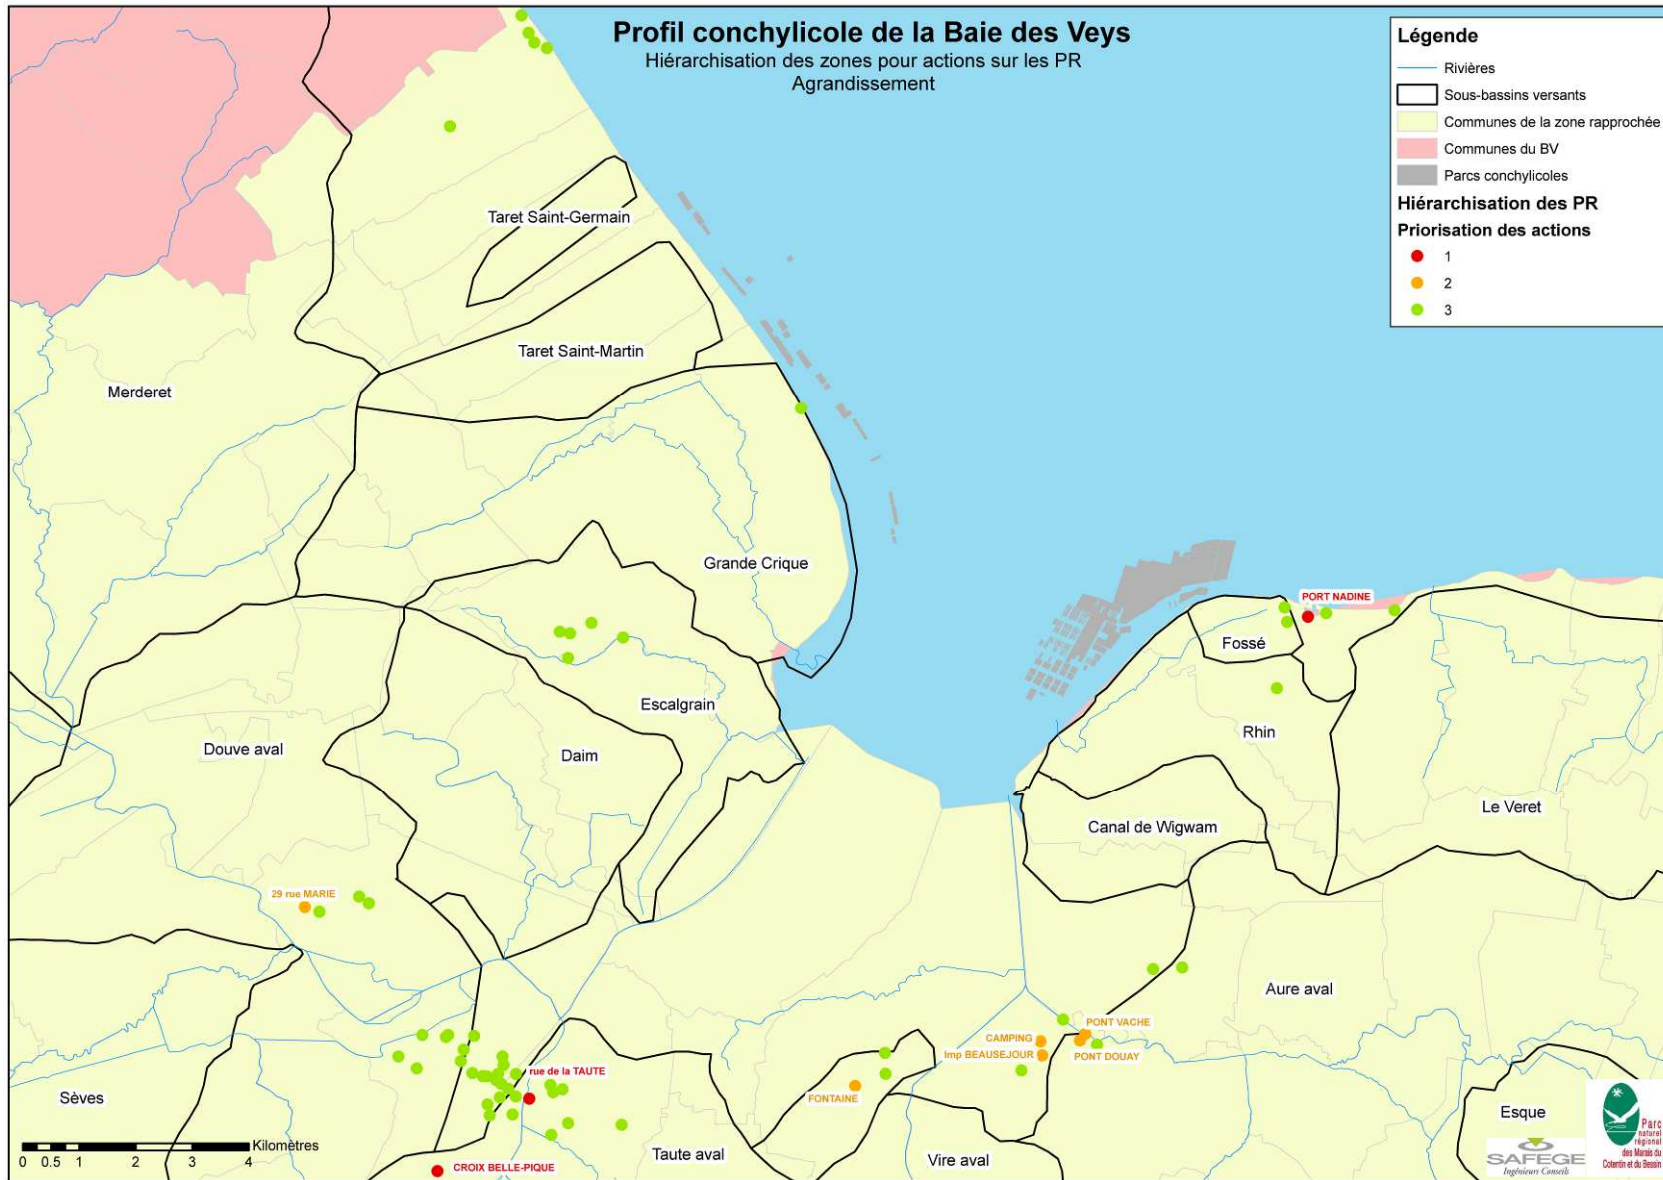 Profil conchylicole de la Baie des Veys
Hiérarchisation des zones pour actions sur les PR
Agrandissement
Légende
Rivières
Sous-bassins versants
Communes de la zone rapprochée
Communes du BV
Parcs conchylicoles
Hiérarchisation des PR
Priorisation des actions
1
2
3
Taret Saint-Germain
Taret Saint-Martin
Merderet
Grande Crique
PORT NADINE
Fossé
Escalgrain
Rhin
Douve aval
Daim
Le Veret
Canal de Wigwam
29 rue MARIE
Aure aval
PONT VACHE
CAMPING
Imp BEAUSEJOUR
PONT DOUAY
rue de la TAUTE
FONTAINE
Sèves
Esque
Taute aval
Vire aval
CROIX BELLE-PIQUE
Kilomètres
0 0.5 1 2 3 4
SAFEGE
Ingénieurs Conseils
Parc
naturel
régional
des Marais du
Cotentin et du Bessin